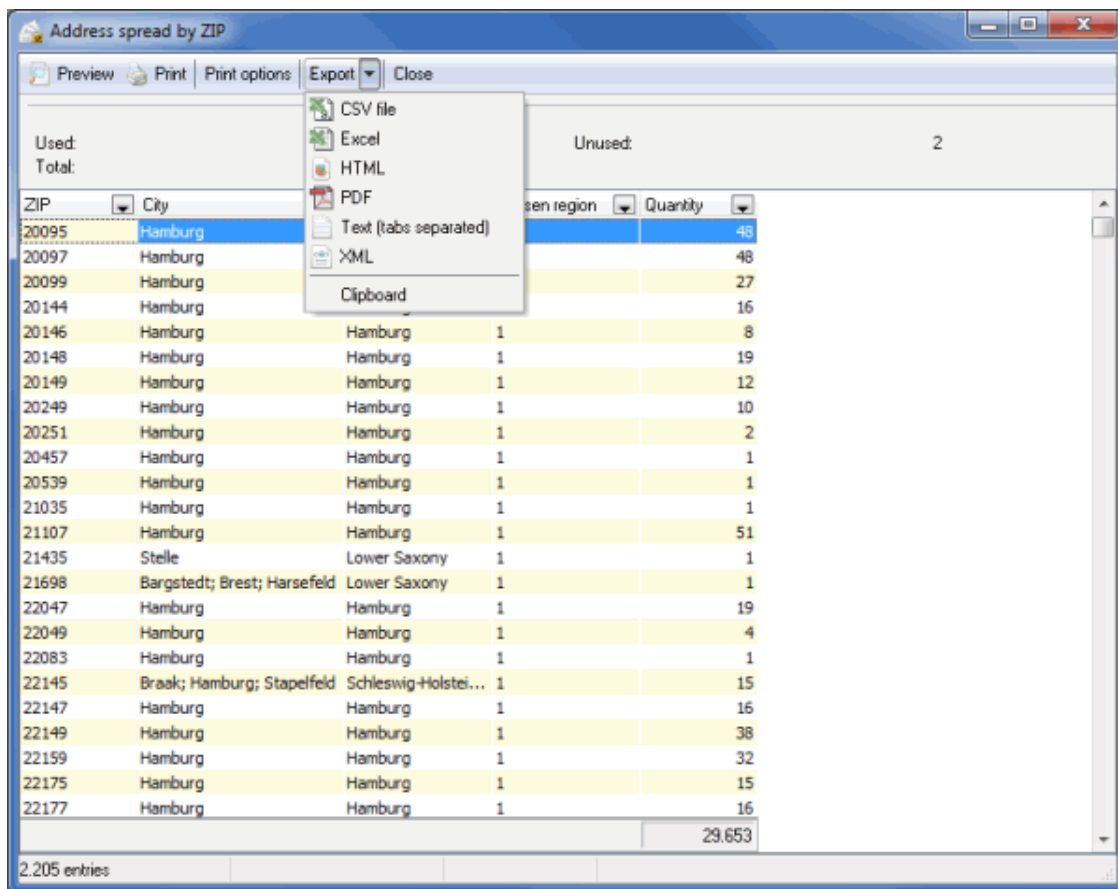 Address spread by ZIP
Preview Print Print options Export Close
CSV file
Excel
HTML
PDF
Text (tabs separated)
XML
Clipboard
Used: Unused: 2
Total:
ZIP City sen region Quantity
20095 Hamburg 48
20097 Hamburg 48
20099 Hamburg 27
20144 Hamburg 16
20146 Hamburg Hamburg 1 8
20148 Hamburg Hamburg 1 19
20149 Hamburg Hamburg 1 12
20249 Hamburg Hamburg 1 10
20251 Hamburg Hamburg 1 2
20457 Hamburg Hamburg 1 1
20539 Hamburg Hamburg 1 1
21035 Hamburg Hamburg 1 1
21107 Hamburg Hamburg 1 51
21435 Stelle Lower Saxony 1 1
21698 Bargstedt; Brest; Harsefeld Lower Saxony 1 1
22047 Hamburg Hamburg 1 19
22049 Hamburg Hamburg 1 4
22083 Hamburg Hamburg 1 1
22145 Braak; Hamburg; Stapelfeld Schleswig-Holstei... 1 15
22147 Hamburg Hamburg 1 16
22149 Hamburg Hamburg 1 38
22159 Hamburg Hamburg 1 32
22175 Hamburg Hamburg 1 15
22177 Hamburg Hamburg 1 16
29.653
2.205 entries